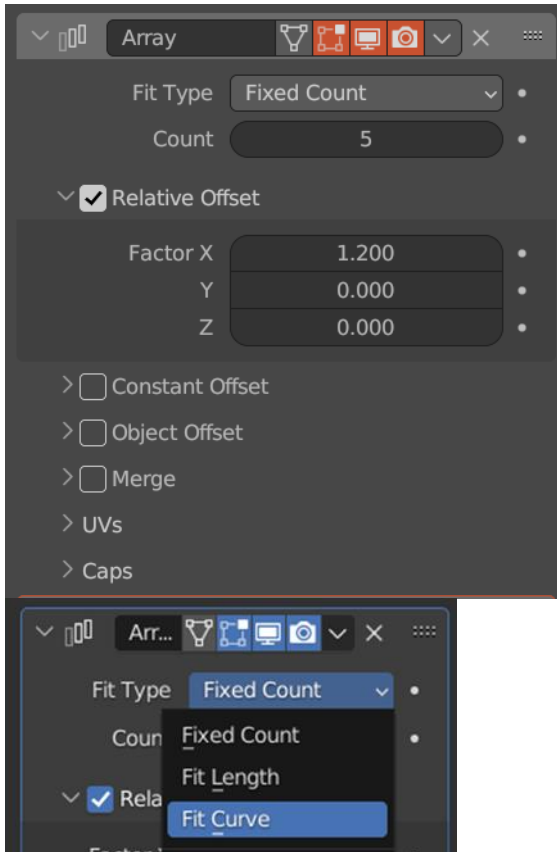 Array
Fit Type Fixed Count
Count 5
Relative Offset
Factor X 1.200
Y 0.000
Z 0.000
Constant Offset
Object Offset
Merge
UVs
Caps
Arr...
Fit Type Fixed Count
Coun Fixed Count
Fit Length
Rela Fit Curve